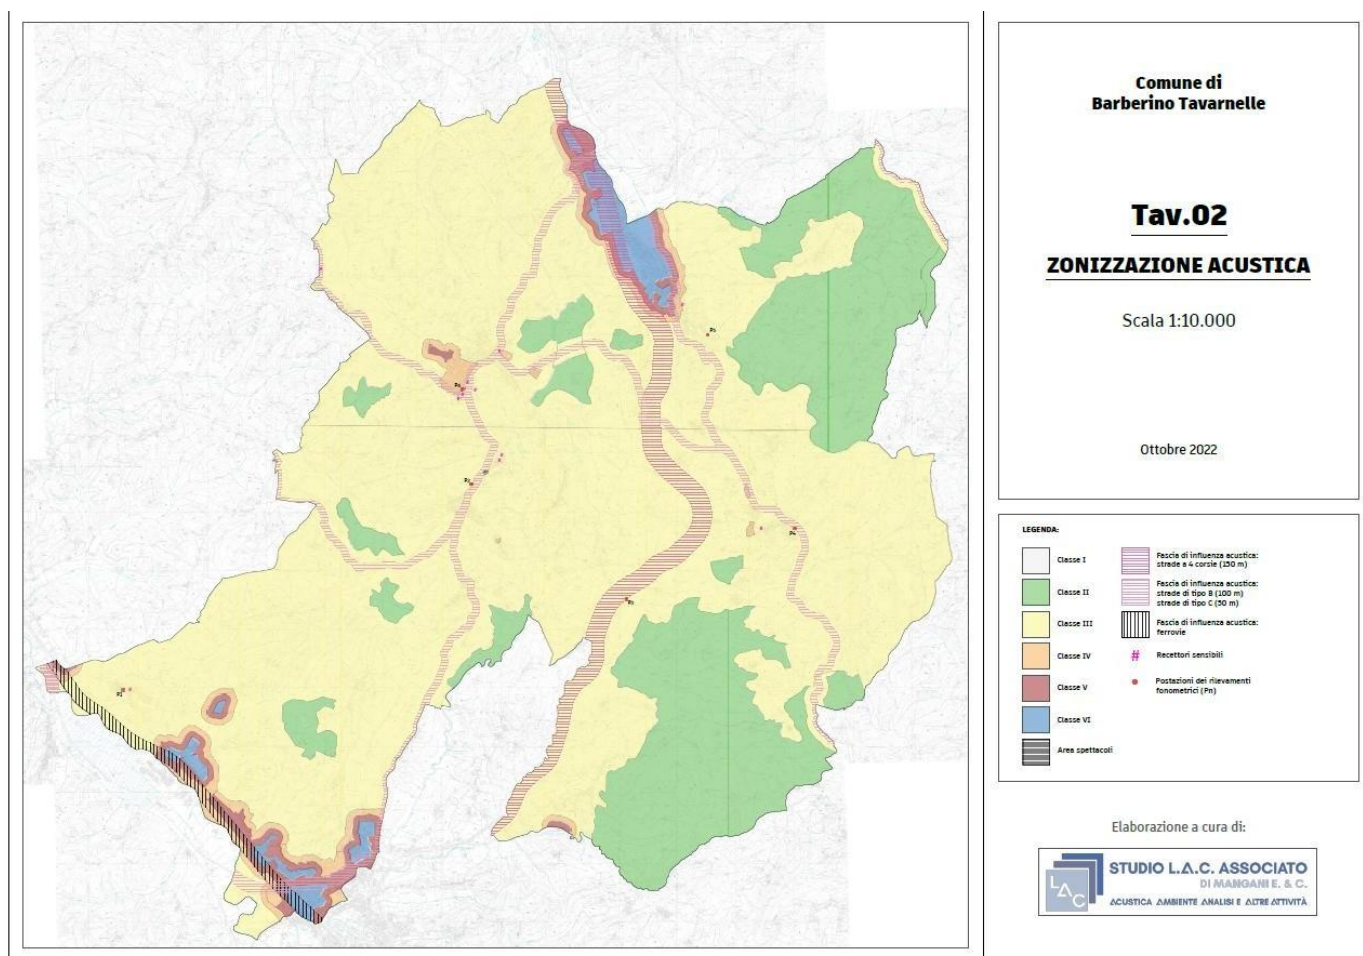 Comune di
Barberino Tavarnelle
Tav.02
ZONIZZAZIONE ACUSTICA
Scala 1:10.000
Ottobre 2022
LEGENDA:
Classe I
Classe II
Classe III
Classe IV
Classe V
Classe VI
Area spettacoli
Fascia di influenza acustica:
strade a 4 corsie (150 m)
Fascia di influenza acustica:
strade di tipo B (100 m)
strade di tipo C (50 m)
Fascia di influenza acustica:
ferrovie
# Recettori sensibili
Postazioni dei rilevamenti
fonometrici (Pn)
Elaborazione a cura di:
LAC
STUDIO L.A.C. ASSOCIATO
DI MANGANI E. & C.
ACUSTICA AMBIENTE ANALISI E ALTRE ATTIVITÀ